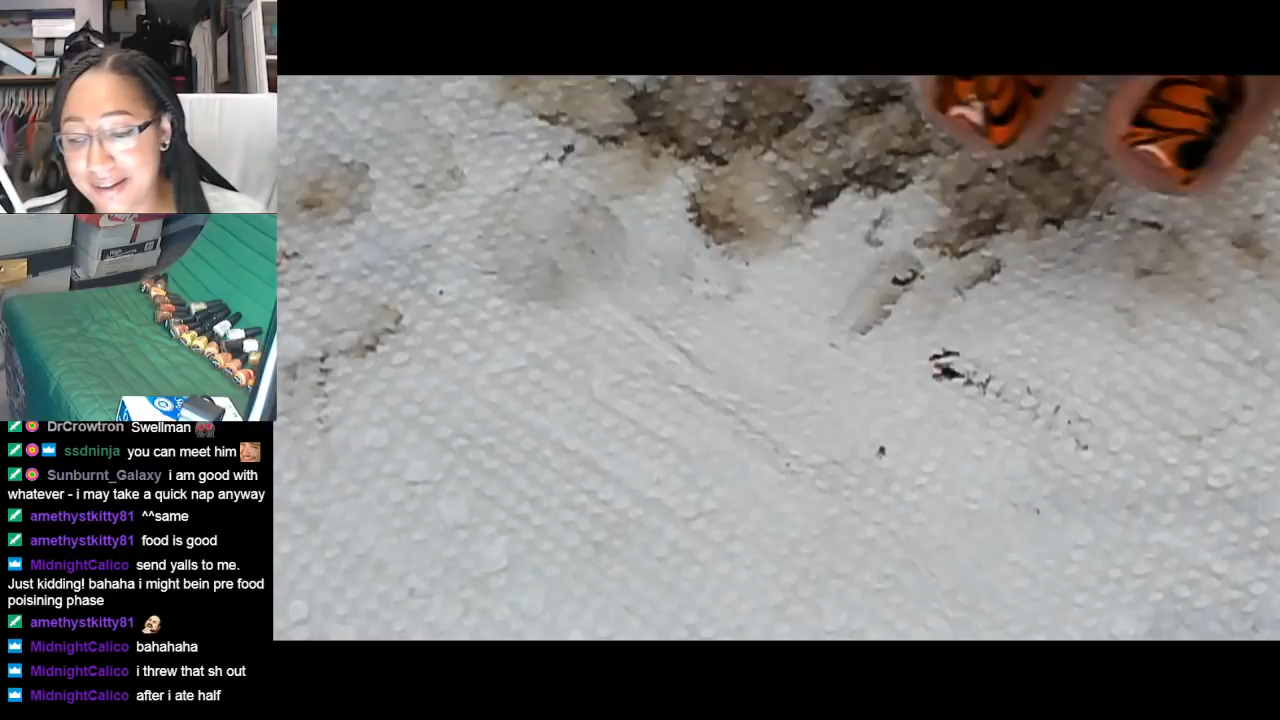 DrCrowtron Swellman
ssdninja you can meet him
Sunburnt_Galaxy i am good with
whatever - i may take a quick nap anyway
amethystkitty81 ^^same
amethystkitty81 food is good
MidnightCalico send yalls to me.
Just kidding! bahaha i might bein pre food
poisining phase
amethystkitty81
MidnightCalico bahahaha
MidnightCalico i threw that sh out
MidnightCalico after i ate half